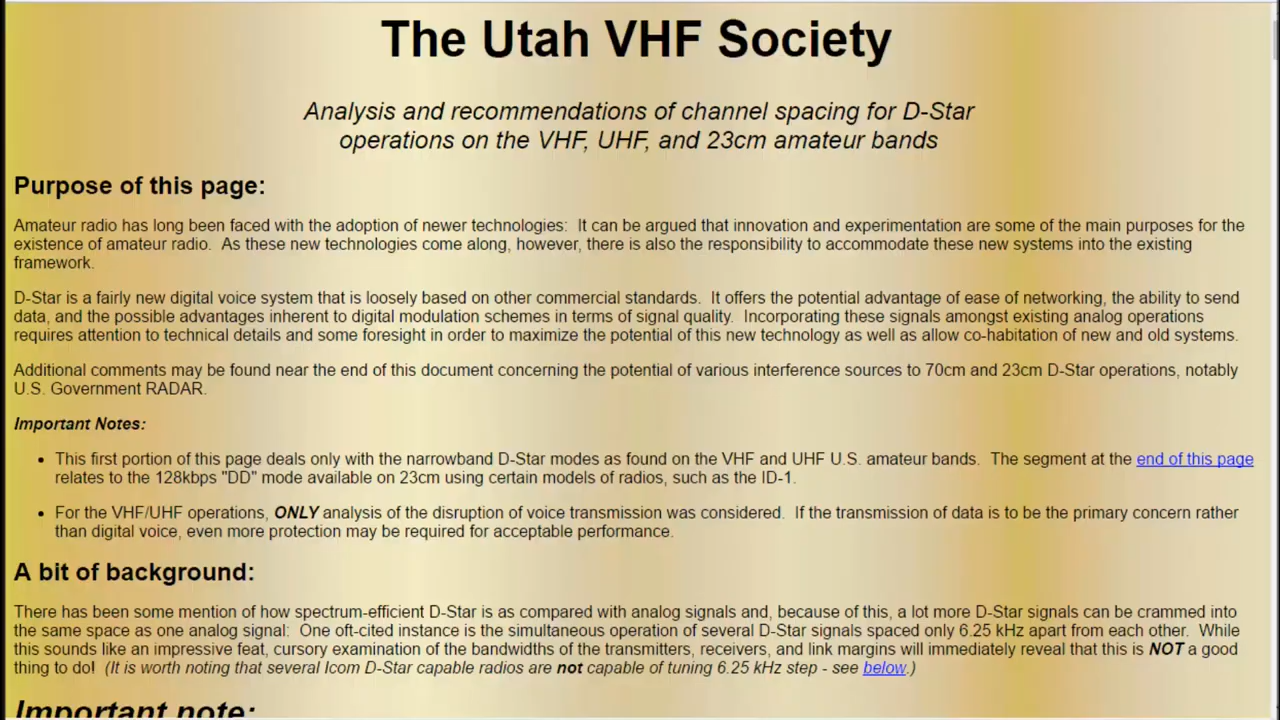 The Utah VHF Society
Analysis and recommendations of channel spacing for D-Star
operations on the VHF, UHF, and 23cm amateur bands
Purpose of this page:
Amateur radio has long been faced with the adoption of newer technologies:  It can be argued that innovation and experimentation are some of the main purposes for the
existence of amateur radio.  As these new technologies come along, however, there is also the responsibility to accommodate these new systems into the existing
framework.
D-Star is a fairly new digital voice system that is loosely based on other commercial standards.  It offers the potential advantage of ease of networking, the ability to send
data, and the possible advantages inherent to digital modulation schemes in terms of signal quality.  Incorporating these signals amongst existing analog operations
requires attention to technical details and some foresight in order to maximize the potential of this new technology as well as allow co-habitation of new and old systems.
Additional comments may be found near the end of this document concerning the potential of various interference sources to 70cm and 23cm D-Star operations, notably
U.S. Government RADAR.
Important Notes:
• This first portion of this page deals only with the narrowband D-Star modes as found on the VHF and UHF U.S. amateur bands.  The segment at the end of this page
relates to the 128kbps "DD" mode available on 23cm using certain models of radios, such as the ID-1.
• For the VHF/UHF operations, ONLY analysis of the disruption of voice transmission was considered.  If the transmission of data is to be the primary concern rather
than digital voice, even more protection may be required for acceptable performance.
A bit of background:
There has been some mention of how spectrum-efficient D-Star is as compared with analog signals and, because of this, a lot more D-Star signals can be crammed into
the same space as one analog signal:  One oft-cited instance is the simultaneous operation of several D-Star signals spaced only 6.25 kHz apart from each other.  While
this sounds like an impressive feat, cursory examination of the bandwidths of the transmitters, receivers, and link margins will immediately reveal that this is NOT a good
thing to do!  (It is worth noting that several Icom D-Star capable radios are not capable of tuning 6.25 kHz step - see below.)
Important note: